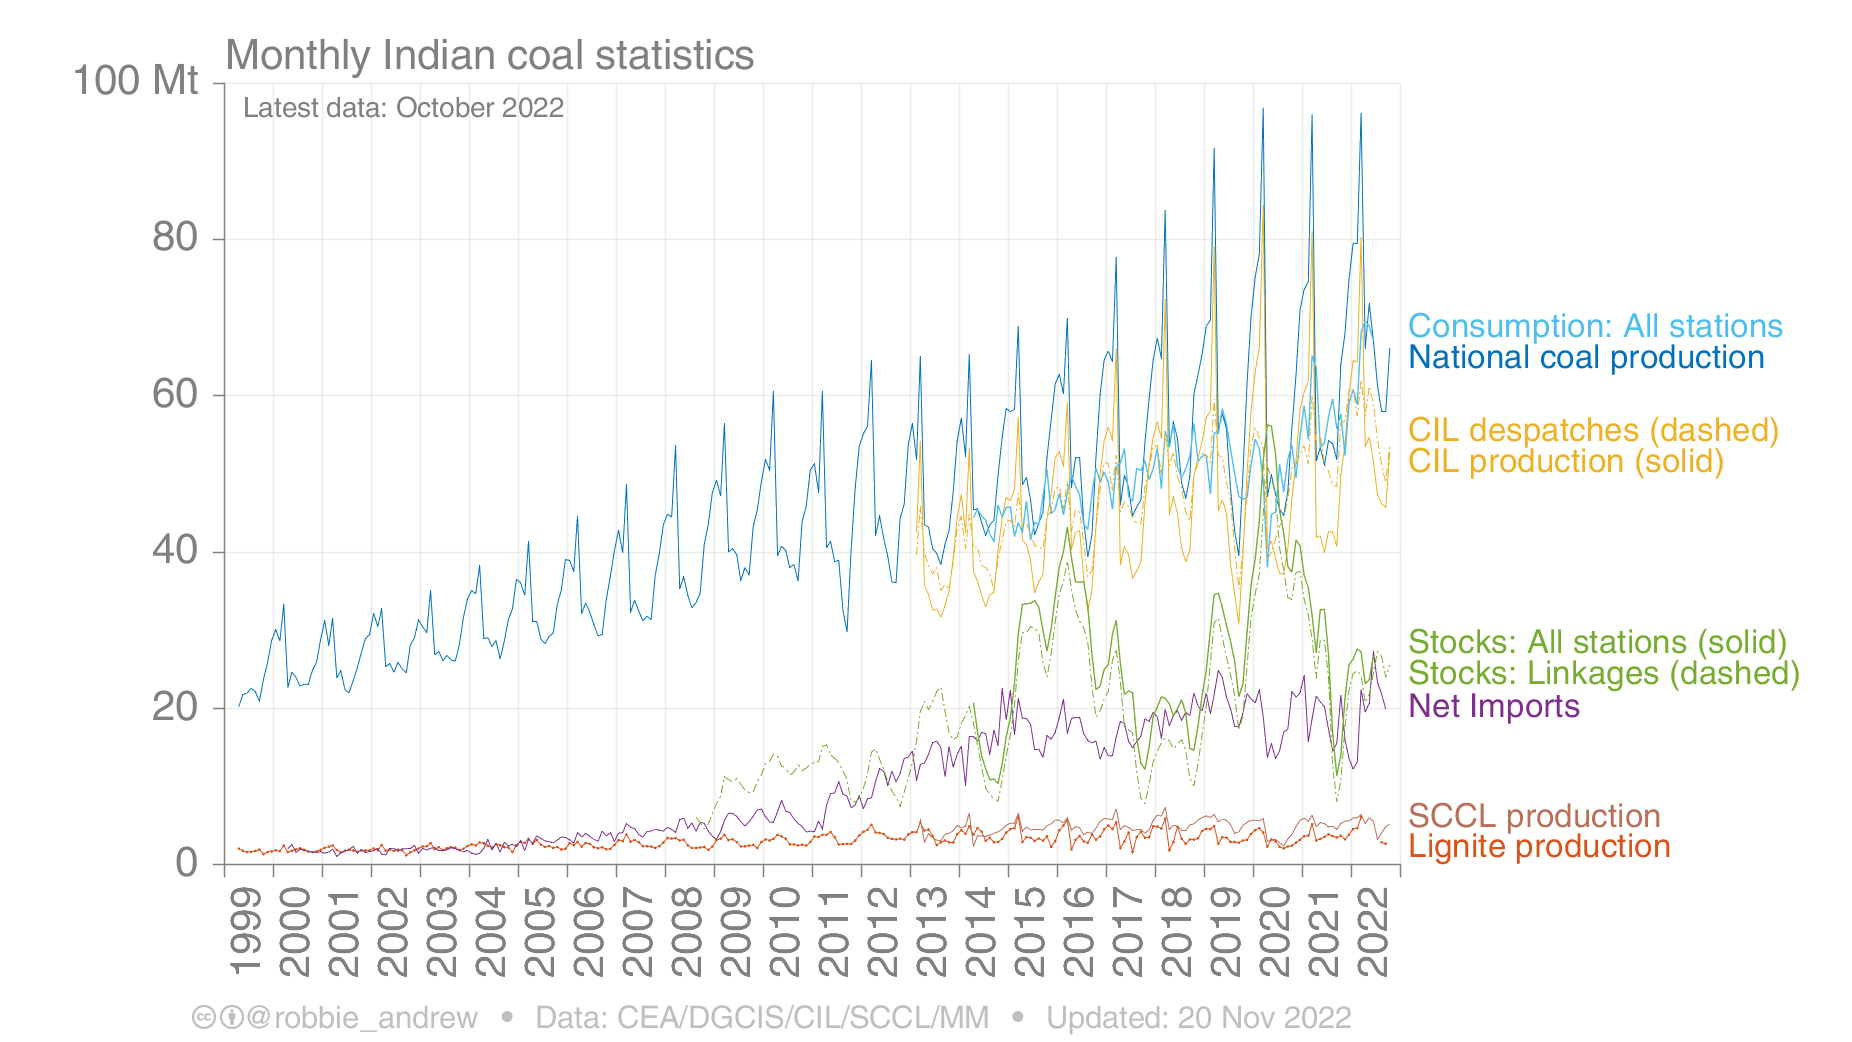 Monthly Indian coal statistics
100 Mt
Latest data: October 2022
80
60
40
20
0
Consumption: All stations
National coal production
CIL despatches (dashed)
CIL production (solid)
Stocks: All stations (solid)
Stocks: Linkages (dashed)
Net Imports
SCCL production
Lignite production
1999 2000 2001 2002 2003 2004 2005 2006 2007 2008 2009 2010 2011 2012 2013 2014 2015 2016 2017 2018 2019 2020 2021 2022
cc @robbie_andrew • Data: CEA/DGCIS/CIL/SCCL/MM • Updated: 20 Nov 2022